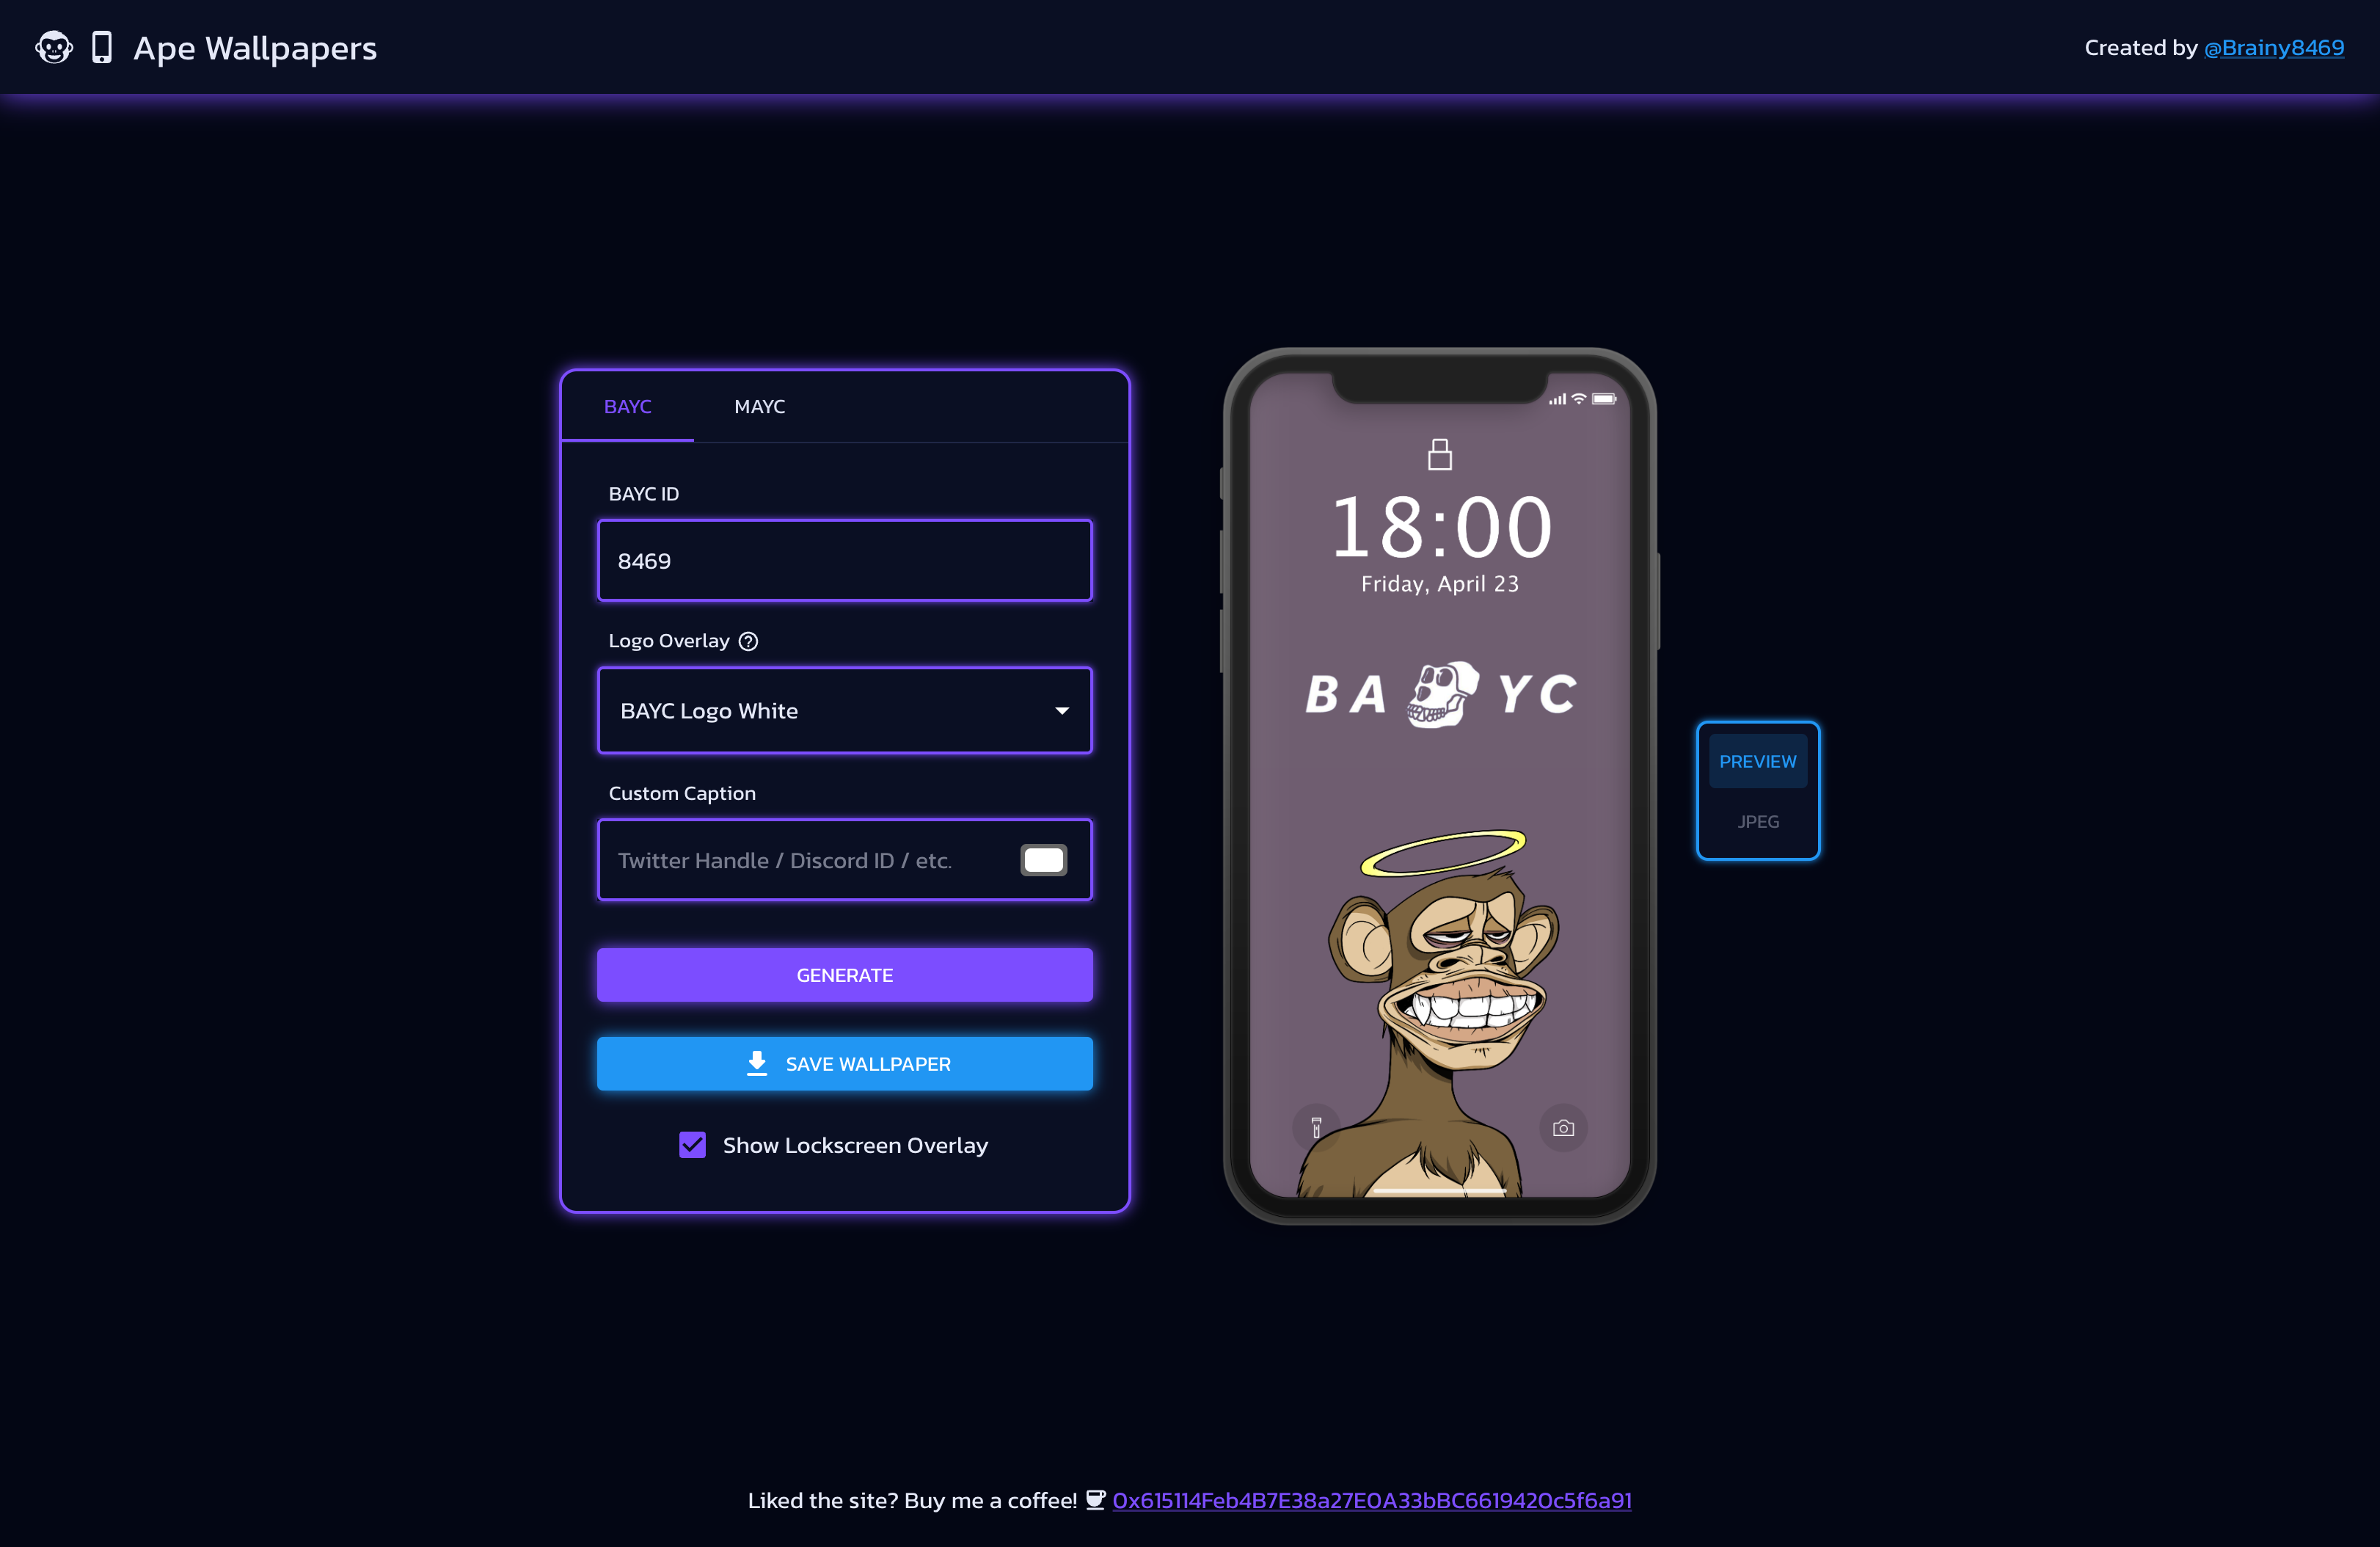 Ape Wallpapers
Created by @Brainy8469
BAYC MAYC
BAYC ID
8469
Logo Overlay
BAYC Logo White
Custom Caption
Twitter Handle / Discord ID / etc.
GENERATE
SAVE WALLPAPER
Show Lockscreen Overlay
18:00
Friday, April 23
BA YC
PREVIEW
JPEG
Liked the site? Buy me a coffee! 0x615114Feb4B7E38a27E0A33bBC6619420c5f6a91